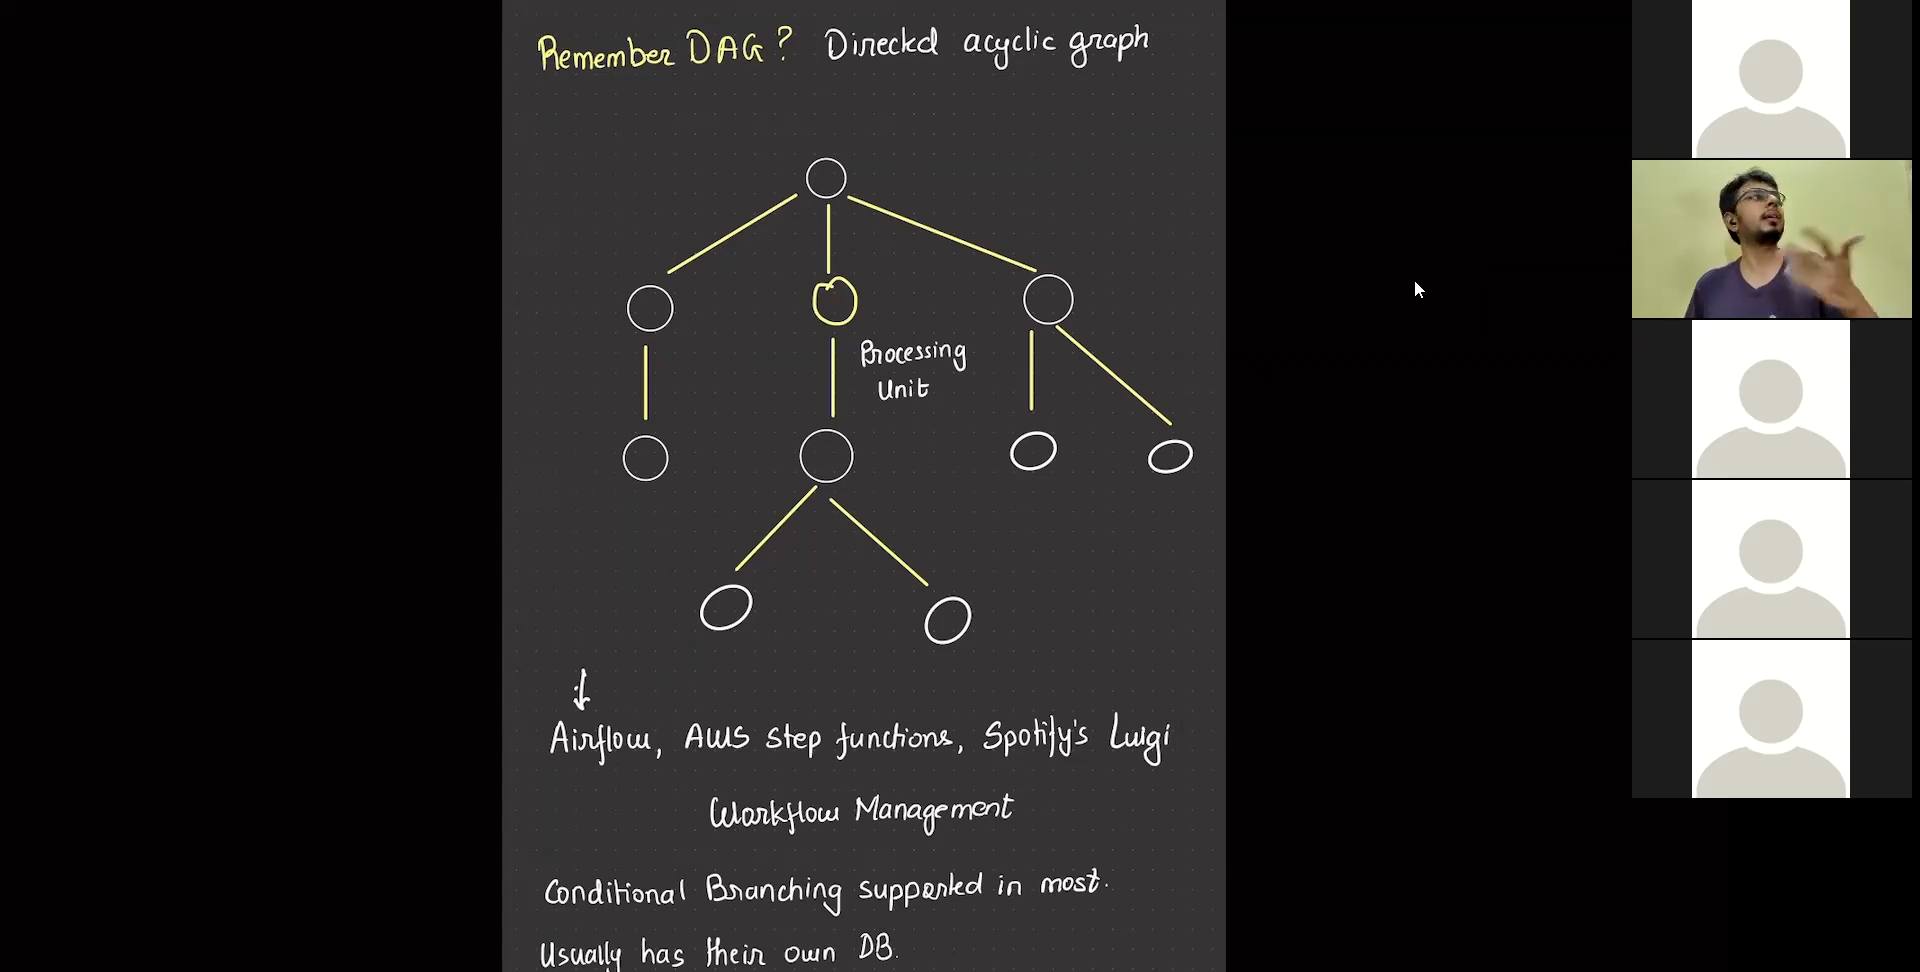 Remember DAG? Directed acyclic graph
Processing
Unit
Airflow, AWS step functions, Spotify's Luigi
Workflow Management
Conditional Branching supported in most.
Usually has their own DB.